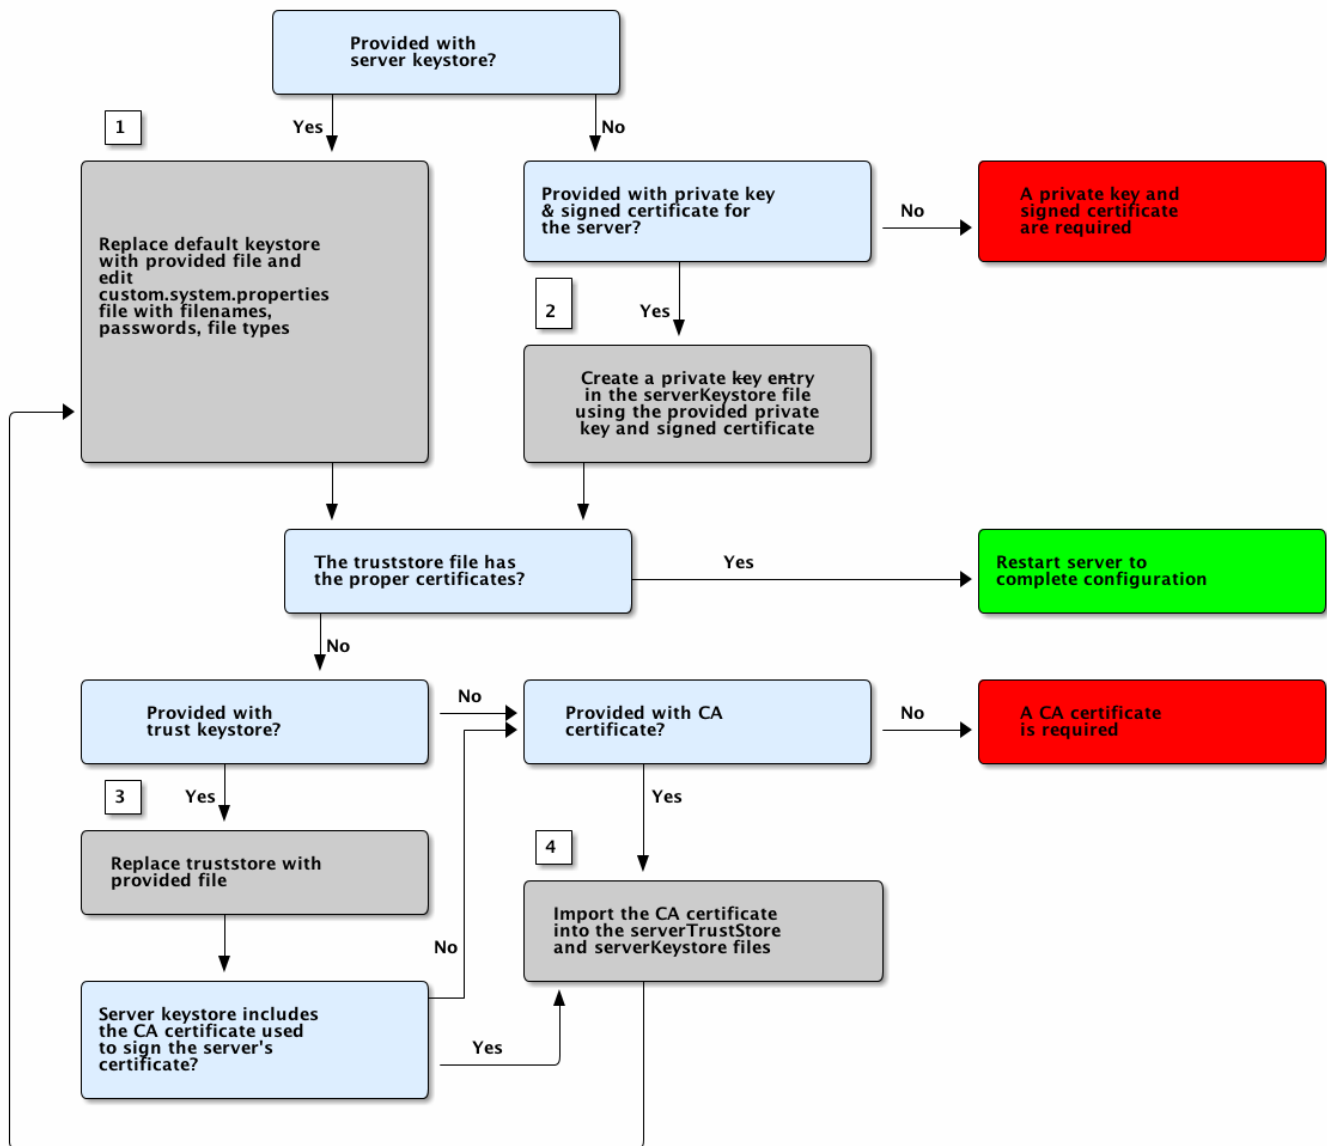 Provided with
server keystore?
Yes
No
1
Replace default keystore
with provided file and
edit
custom.system.properties
file with filenames,
passwords, file types
Provided with private key
& signed certificate for
the server?
No
A private key and
signed certificate
are required
2
Yes
Create a private key entry
in the serverKeystore file
using the provided private
key and signed certificate
The truststore file has
the proper certificates?
Yes
Restart server to
complete configuration
No
Provided with
trust keystore?
No
Provided with CA
certificate?
No
A CA certificate
is required
3
Yes
Yes
Replace truststore with
provided file
4
Import the CA certificate
into the serverTrustStore
and serverKeystore files
No
Server keystore includes
the CA certificate used
to sign the server's
certificate?
Yes